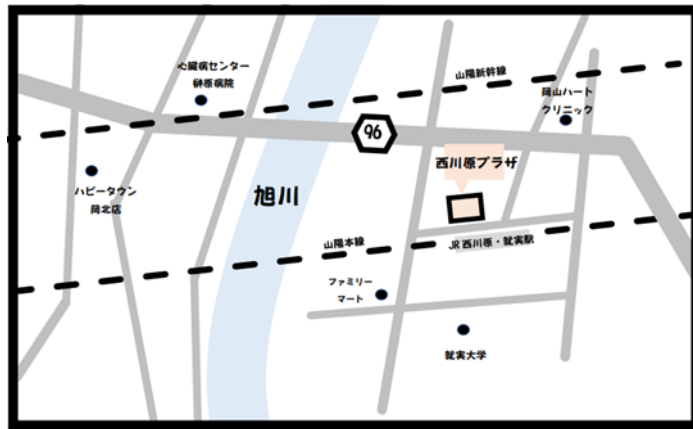 心臓病センター
榊原病院
山陽新幹線
岡山ハート
クリニック
96
西川原プラザ
ハピータウン
岡北店
旭川
山陽本線
JR 西川原・就実駅
ファミリー
マート
就実大学